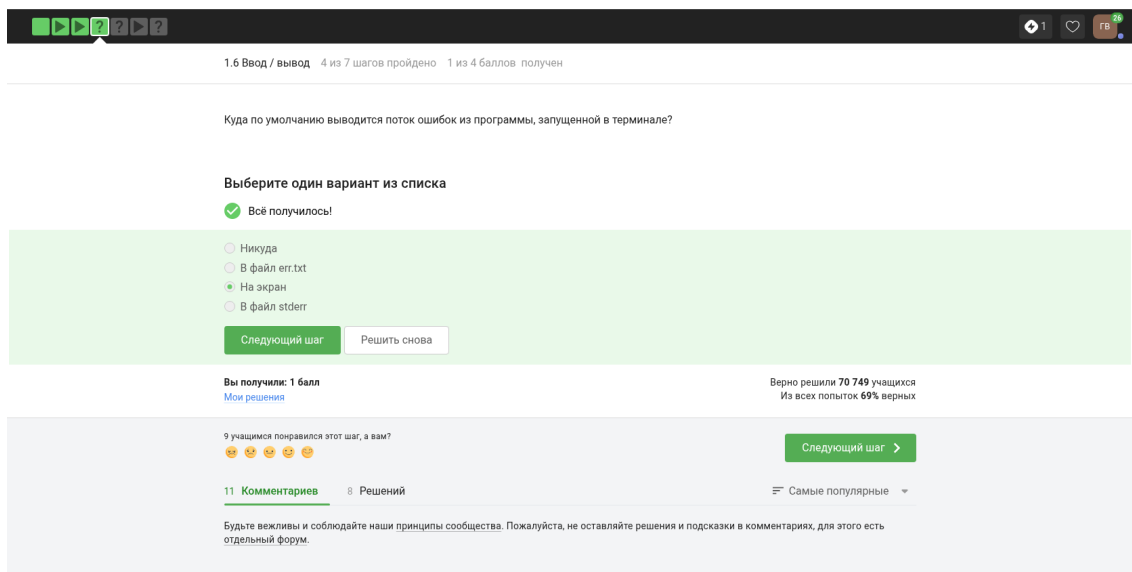 1
ГВ
26
1.6 Ввод / вывод 4 из 7 шагов пройдено 1 из 4 баллов получен
Куда по умолчанию выводится поток ошибок из программы, запущенной в терминале?
Выберите один вариант из списка
Всё получилось!
Никуда
В файл err.txt
На экран
В файл stderr
Следующий шаг Решить снова
Вы получили: 1 балл
Мои решения
Верно решили 70 749 учащихся
Из всех попыток 69% верных
9 учащимся понравился этот шаг, а вам?
Следующий шаг
11 Комментариев 8 Решений Самые популярные
Будьте вежливы и соблюдайте наши принципы сообщества. Пожалуйста, не оставляйте решения и подсказки в комментариях, для этого есть
отдельный форум.